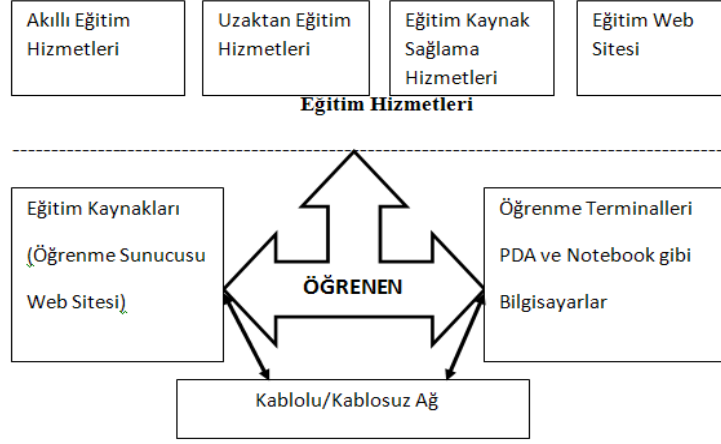 Akıllı Eğitim
Hizmetleri
Uzaktan Eğitim
Hizmetleri
Eğitim Kaynak
Sağlama
Hizmetleri
Eğitim Web
Sitesi
Eğitim Hizmetleri
Eğitim Kaynakları
(Öğrenme Sunucusu
Web Sitesi)
ÖĞRENEN
Öğrenme Terminalleri
PDA ve Notebook gibi
Bilgisayarlar
Kablolu/Kablosuz Ağ